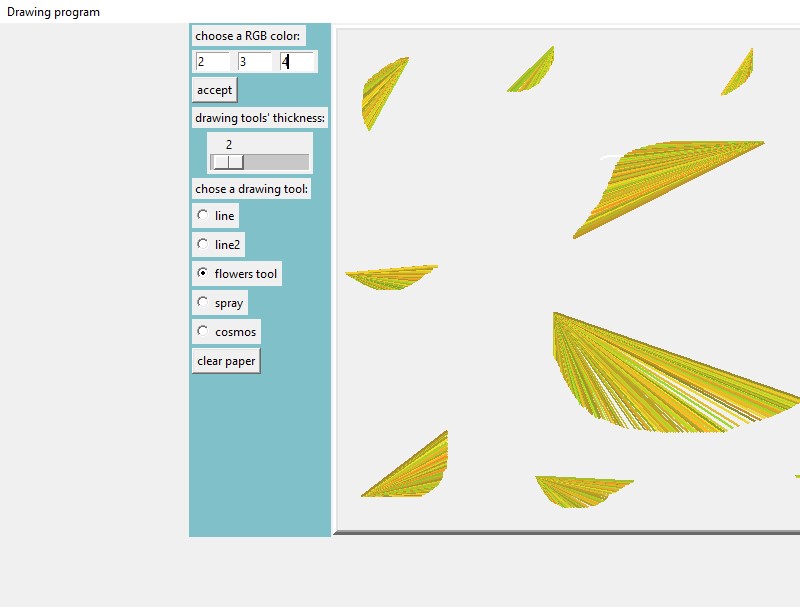 Drawing program
choose a RGB color:
2 3 4
accept
drawing tools' thickness:
2
chose a drawing tool:
line
line2
flowers tool
spray
cosmos
clear paper